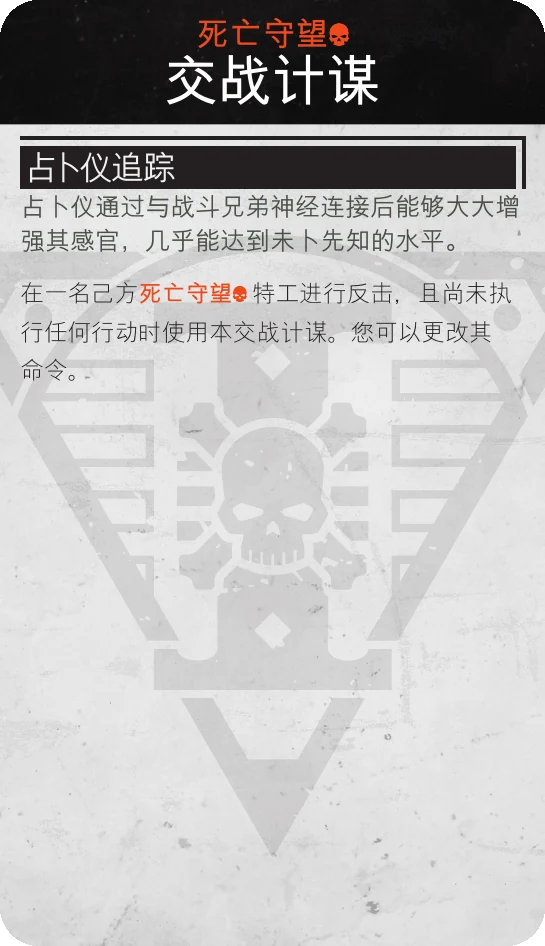 死亡守望
交战计谋
占卜仪追踪
占卜仪通过与战斗兄弟神经连接后能够大大增
强其感官，几乎能达到未卜先知的水平。
在一名己方死亡守望 特工进行反击，且尚未执
行任何行动时使用本交战计谋。您可以更改其
命令。